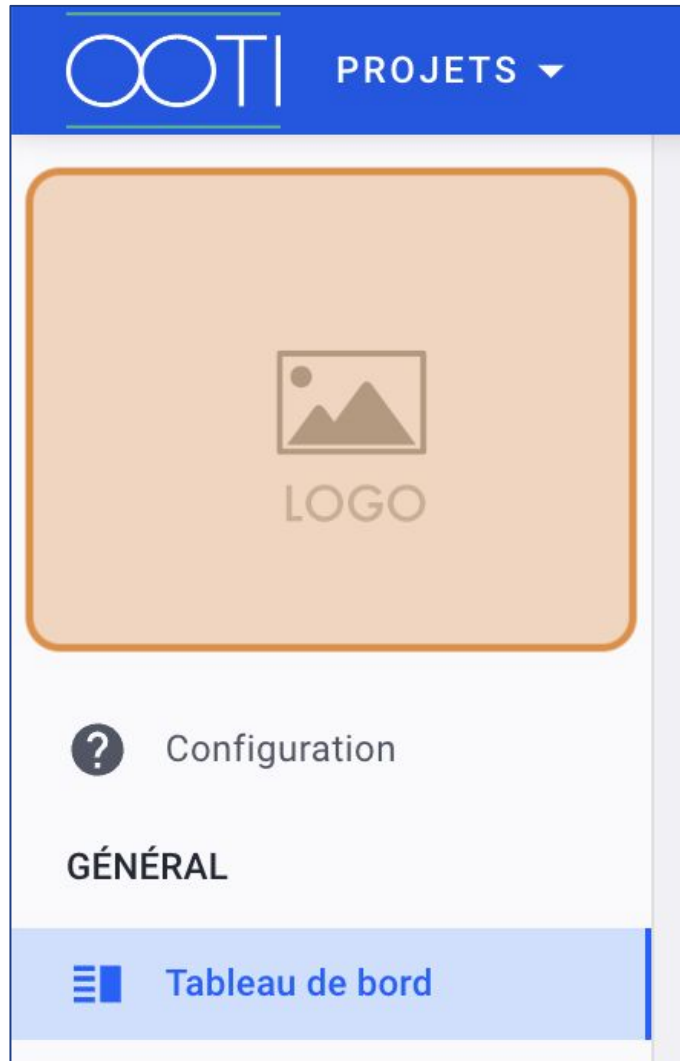 OOTI PROJETS
LOGO
Configuration
GÉNÉRAL
Tableau de bord